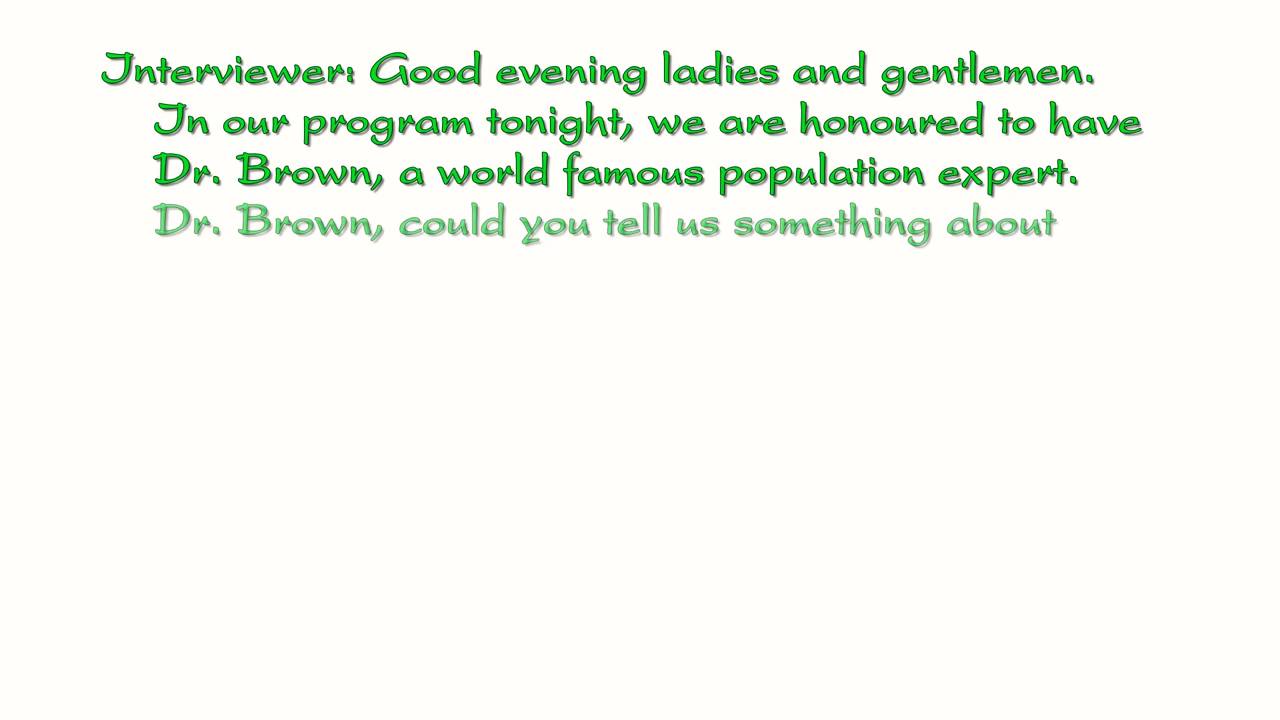 Interviewer: Good evening ladies and gentlemen.
In our program tonight, we are honoured to have
Dr. Brown, a world famous population expert.
Dr. Brown, could you tell us something about